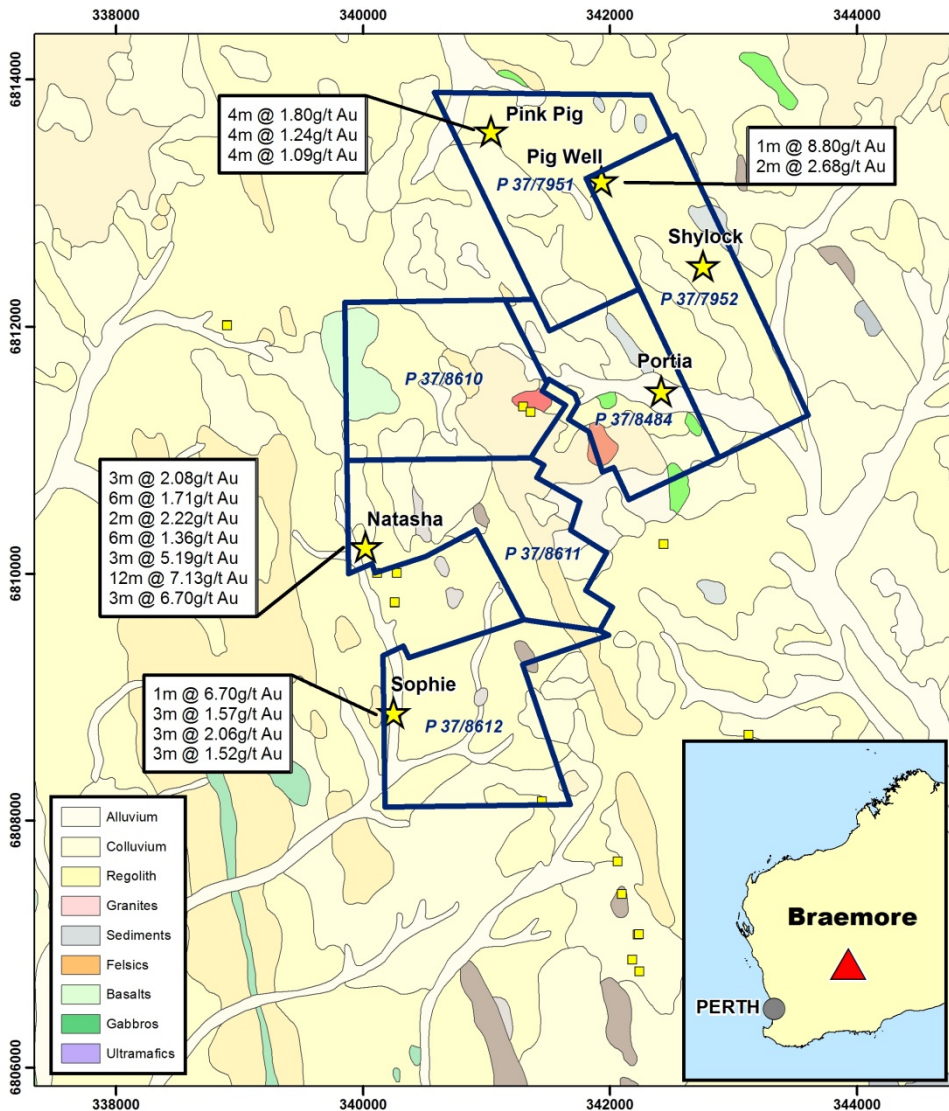 338000
340000
342000
344000
6814000
6812000
6810000
6808000
6806000
4m @ 1.80g/t Au
4m @ 1.24g/t Au
4m @ 1.09g/t Au
Pink Pig
Pig Well
P 37/7951
1m @ 8.80g/t Au
2m @ 2.68g/t Au
Shylock
P 37/7952
Portia
P 37/8610
P 37/8484
3m @ 2.08g/t Au
6m @ 1.71g/t Au
2m @ 2.22g/t Au
6m @ 1.36g/t Au
3m @ 5.19g/t Au
12m @ 7.13g/t Au
3m @ 6.70g/t Au
Natasha
P 37/8611
1m @ 6.70g/t Au
3m @ 1.57g/t Au
3m @ 2.06g/t Au
3m @ 1.52g/t Au
Sophie
P 37/8612
Alluvium
Colluvium
Regolith
Granites
Sediments
Felsics
Basalts
Gabbros
Ultramafics
Braemore
PERTH
338000
340000
342000
344000